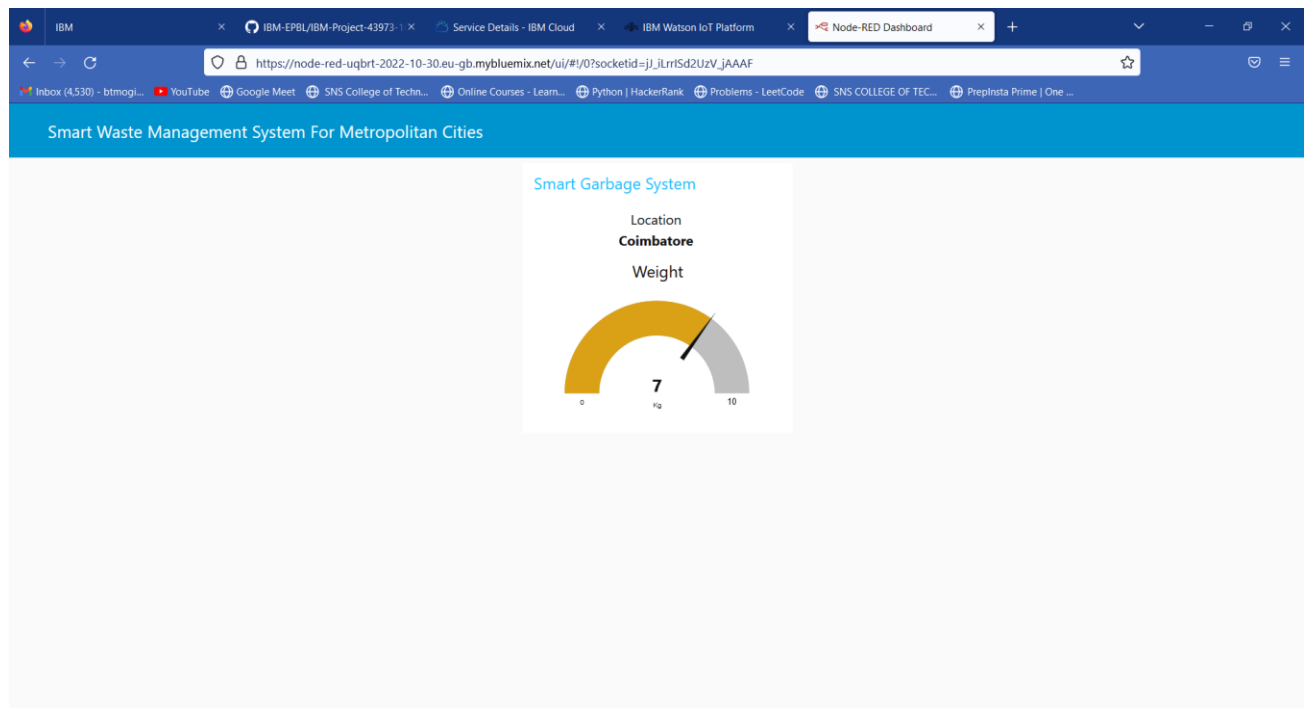 IBM
IBM-EPBL/IBM-Project-43973-1
Service Details - IBM Cloud
IBM Watson IoT Platform
Node-RED Dashboard
https://node-red-uqbrt-2022-10-30.eu-gb.mybluemix.net/ui/#!/0?socketid=jJ_iLrrISd2UzV_jAAAF
Inbox (4,530) - btmogi... YouTube Google Meet SNS College of Techn... Online Courses - Learn... Python | HackerRank Problems - LeetCode SNS COLLEGE OF TEC... PrepInsta Prime | One ...
Smart Waste Management System For Metropolitan Cities
Smart Garbage System
Location
Coimbatore
Weight
7
0 Kg 10